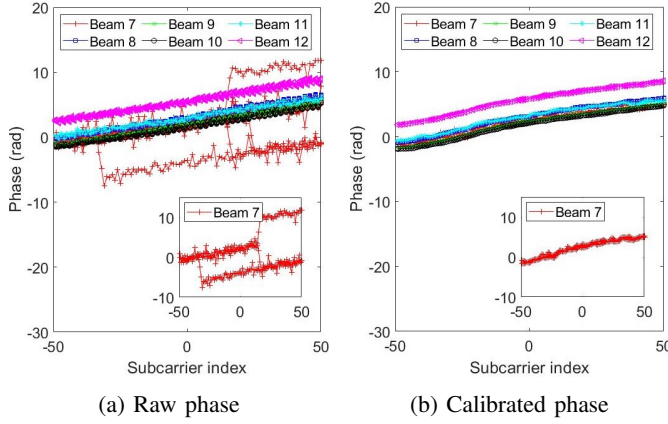 Beam 7 Beam 9 Beam 11
Beam 8 Beam 10 Beam 12
20
10
0
-10
-20
-30
Phase (rad)
Beam 7
10
0
-10
-50 0 50
-50 0 50
Subcarrier index
(a) Raw phase
Beam 7 Beam 9 Beam 11
Beam 8 Beam 10 Beam 12
20
10
0
-10
-20
-30
Phase (rad)
Beam 7
10
0
-10
-50 0 50
-50 0 50
Subcarrier index
(b) Calibrated phase